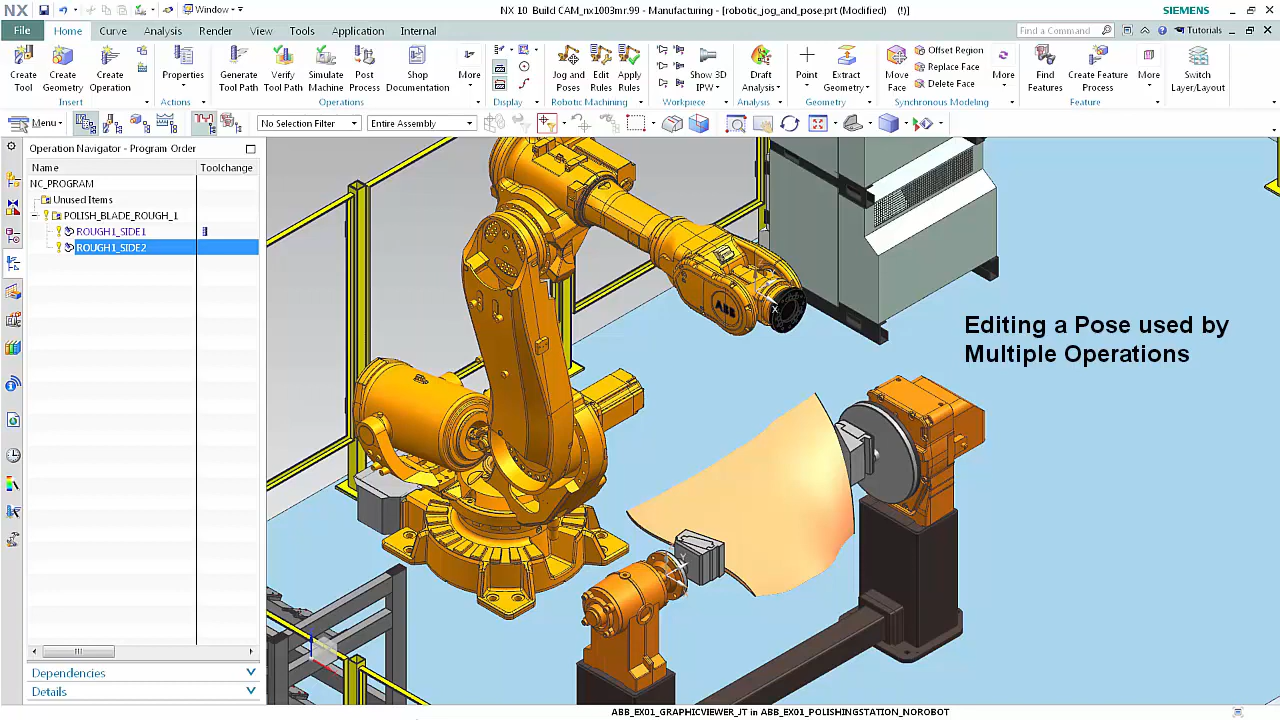 NX
Window
NX 10 Build CAM_nx1003mr.99 - Manufacturing - [robotic_jog_and_pose.prt (Modified) (!)]
SIEMENS
File Home Curve Analysis Render View Tools Application Internal
Find a Command
Tutorials
Create Tool
Create Geometry
Create Operation
Properties
Generate Tool Path
Verify Tool Path
Simulate Machine
Post Process
Shop Documentation
More
Jog and Poses
Edit Rules
Apply Rules
Show 3D IPW
Draft Analysis
Point
Extract Geometry
Move Face
Offset Region
Replace Face
Delete Face
More
Find Features
Create Feature Process
More
Switch Layer/Layout
Insert
Actions
Operations
Display
Robotic Machining
Workpiece
Analysis
Geometry
Synchronous Modeling
Feature
Menu
No Selection Filter
Entire Assembly
Operation Navigator - Program Order
Name Toolchange
NC_PROGRAM
Unused Items
POLISH_BLADE_ROUGH_1
ROUGH1_SIDE1
ROUGH1_SIDE2
ABB
X
Y
Editing a Pose used by
Multiple Operations
Dependencies
Details
ABB_EX01_GRAPHICVIEWER_JT in ABB_EX01_POLISHINGSTATION_NOROBOT